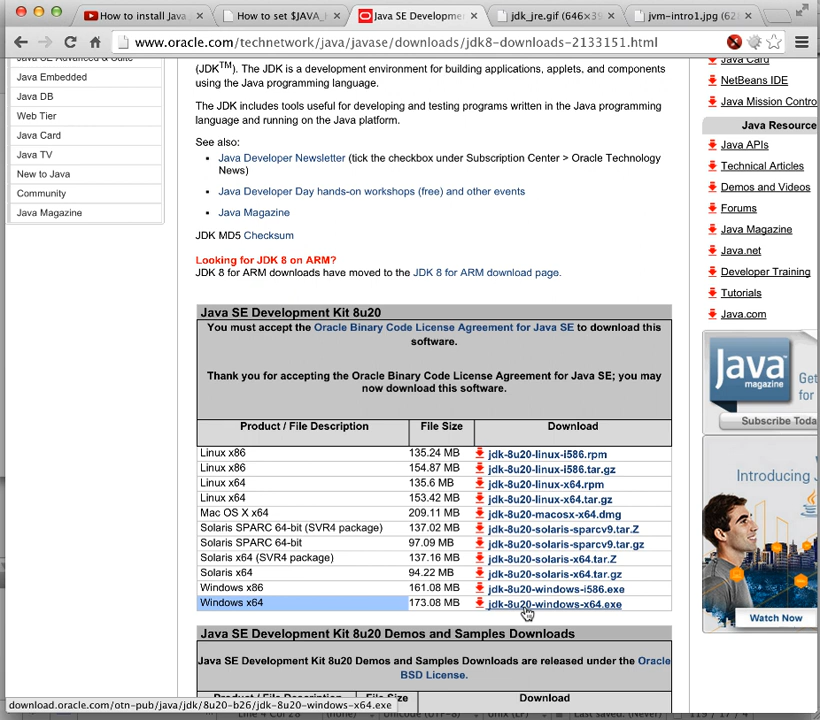 How to install Java
How to set $JAVA_H
Java SE Developme
jdk_jre.gif (646×39
jvm-intro1.jpg (62
www.oracle.com/technetwork/java/javase/downloads/jdk8-downloads-2133151.html
Java SE Advanced & Suite
Java Embedded
Java DB
Web Tier
Java Card
Java TV
New to Java
Community
Java Magazine
(JDK™). The JDK is a development environment for building applications, applets, and components
using the Java programming language.
The JDK includes tools useful for developing and testing programs written in the Java programming
language and running on the Java platform.
See also:
Java Developer Newsletter (tick the checkbox under Subscription Center > Oracle Technology
News)
Java Developer Day hands-on workshops (free) and other events
Java Magazine
JDK MD5 Checksum
Looking for JDK 8 on ARM?
JDK 8 for ARM downloads have moved to the JDK 8 for ARM download page.
Java SE Development Kit 8u20
You must accept the Oracle Binary Code License Agreement for Java SE to download this
software.
Thank you for accepting the Oracle Binary Code License Agreement for Java SE; you may
now download this software.
Product / File Description File Size Download
Linux x86 135.24 MB jdk-8u20-linux-i586.rpm
Linux x86 154.87 MB jdk-8u20-linux-i586.tar.gz
Linux x64 135.6 MB jdk-8u20-linux-x64.rpm
Linux x64 153.42 MB jdk-8u20-linux-x64.tar.gz
Mac OS X x64 209.11 MB jdk-8u20-macosx-x64.dmg
Solaris SPARC 64-bit (SVR4 package) 137.02 MB jdk-8u20-solaris-sparcv9.tar.Z
Solaris SPARC 64-bit 97.09 MB jdk-8u20-solaris-sparcv9.tar.gz
Solaris x64 (SVR4 package) 137.16 MB jdk-8u20-solaris-x64.tar.Z
Solaris x64 94.22 MB jdk-8u20-solaris-x64.tar.gz
Windows x86 161.08 MB jdk-8u20-windows-i586.exe
Windows x64 173.08 MB jdk-8u20-windows-x64.exe
Java SE Development Kit 8u20 Demos and Samples Downloads
Java SE Development Kit 8u20 Demos and Samples Downloads are released under the Oracle
BSD License.
Product / File Description File Size Download
Java Card
NetBeans IDE
Java Mission Contro
Java Resource
Java APIs
Technical Articles
Demos and Videos
Forums
Java Magazine
Java.net
Developer Training
Tutorials
Java.com
Java
magazine
Get
for
Subscribe Toda
Introducing J
Watch Now
download.oracle.com/otn-pub/java/jdk/8u20-b26/jdk-8u20-windows-x64.exe